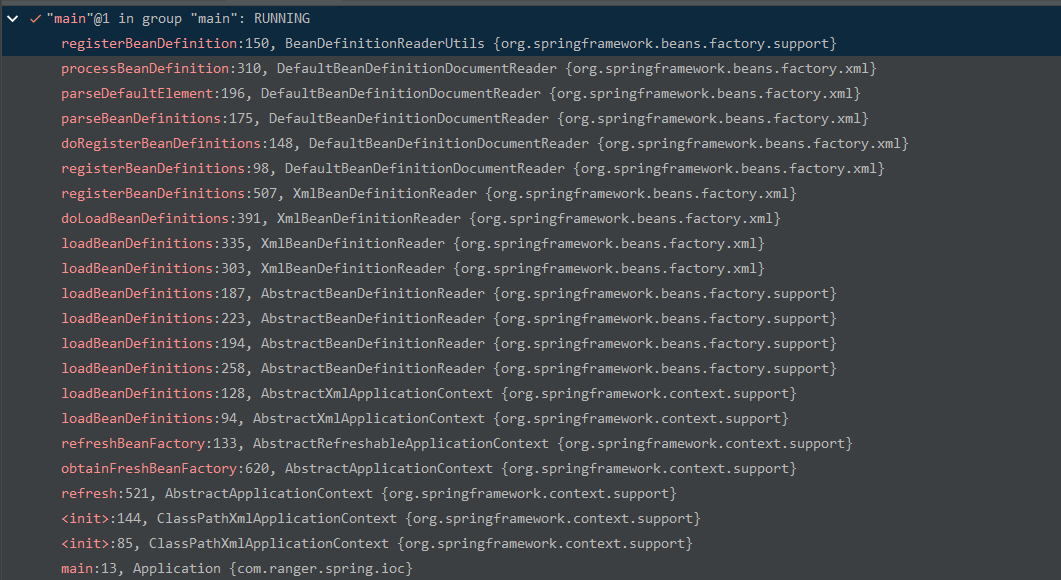 "main"@1 in group "main": RUNNING
registerBeanDefinition:150, BeanDefinitionReaderUtils {org.springframework.beans.factory.support}
processBeanDefinition:310, DefaultBeanDefinitionDocumentReader {org.springframework.beans.factory.xml}
parseDefaultElement:196, DefaultBeanDefinitionDocumentReader {org.springframework.beans.factory.xml}
parseBeanDefinitions:175, DefaultBeanDefinitionDocumentReader {org.springframework.beans.factory.xml}
doRegisterBeanDefinitions:148, DefaultBeanDefinitionDocumentReader {org.springframework.beans.factory.xml}
registerBeanDefinitions:98, DefaultBeanDefinitionDocumentReader {org.springframework.beans.factory.xml}
registerBeanDefinitions:507, XmlBeanDefinitionReader {org.springframework.beans.factory.xml}
doLoadBeanDefinitions:391, XmlBeanDefinitionReader {org.springframework.beans.factory.xml}
loadBeanDefinitions:335, XmlBeanDefinitionReader {org.springframework.beans.factory.xml}
loadBeanDefinitions:303, XmlBeanDefinitionReader {org.springframework.beans.factory.xml}
loadBeanDefinitions:187, AbstractBeanDefinitionReader {org.springframework.beans.factory.support}
loadBeanDefinitions:223, AbstractBeanDefinitionReader {org.springframework.beans.factory.support}
loadBeanDefinitions:194, AbstractBeanDefinitionReader {org.springframework.beans.factory.support}
loadBeanDefinitions:258, AbstractBeanDefinitionReader {org.springframework.beans.factory.support}
loadBeanDefinitions:128, AbstractXmlApplicationContext {org.springframework.context.support}
loadBeanDefinitions:94, AbstractXmlApplicationContext {org.springframework.context.support}
refreshBeanFactory:133, AbstractRefreshableApplicationContext {org.springframework.context.support}
obtainFreshBeanFactory:620, AbstractApplicationContext {org.springframework.context.support}
refresh:521, AbstractApplicationContext {org.springframework.context.support}
<init>:144, ClassPathXmlApplicationContext {org.springframework.context.support}
<init>:85, ClassPathXmlApplicationContext {org.springframework.context.support}
main:13, Application {com.ranger.spring.ioc}